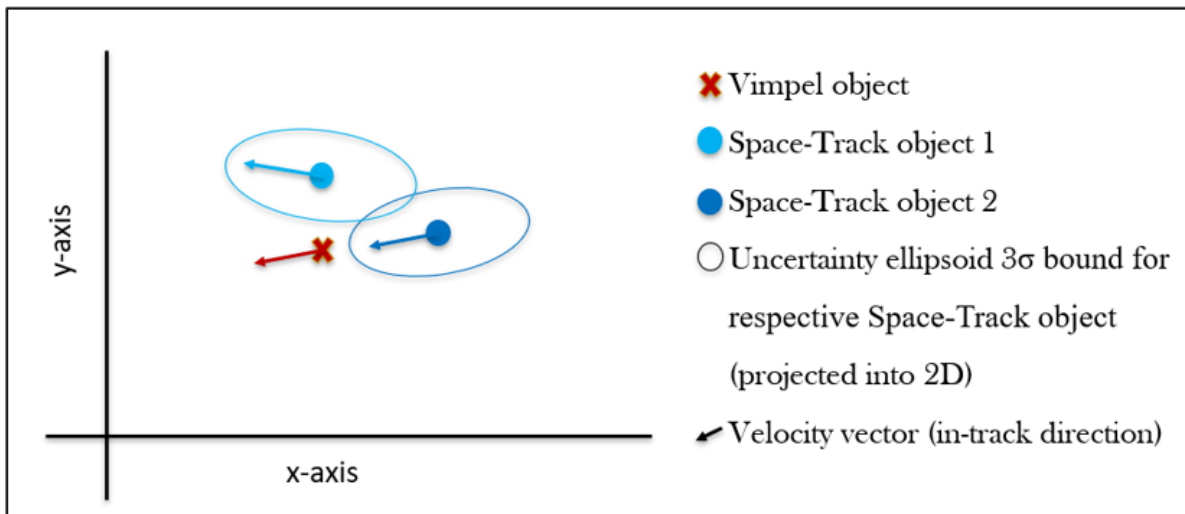 y-axis
x-axis
Vimpel object
Space-Track object 1
Space-Track object 2
Uncertainty ellipsoid 3σ bound for
respective Space-Track object
(projected into 2D)
Velocity vector (in-track direction)